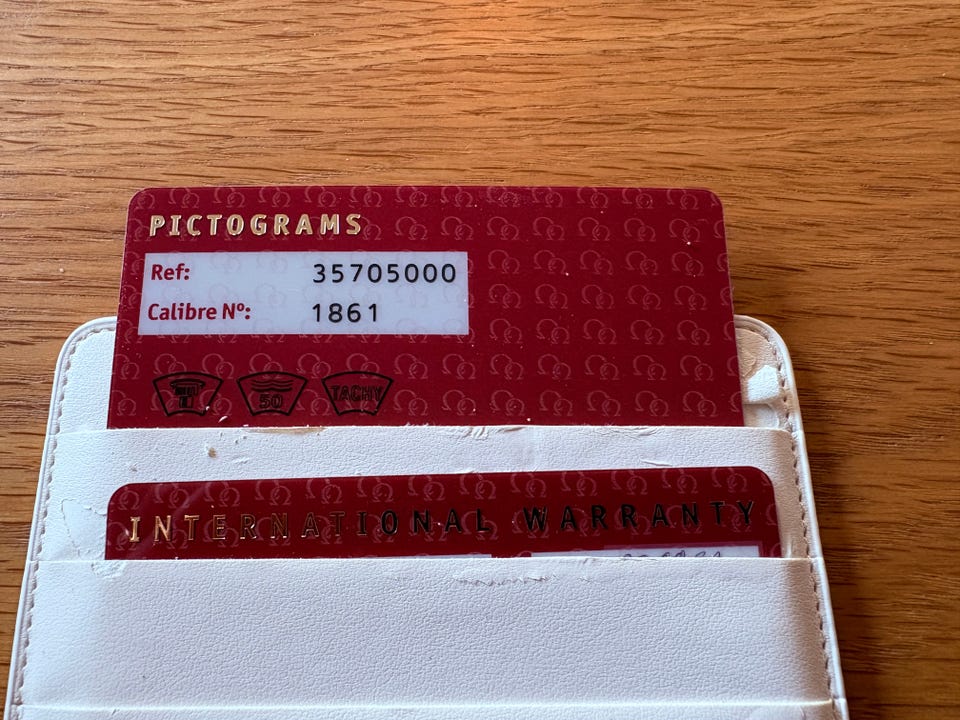 PICTOGRAMS
Ref: 35705000
Calibre Nº: 1861
50 TACHY
INTERNATIONAL WARRANTY